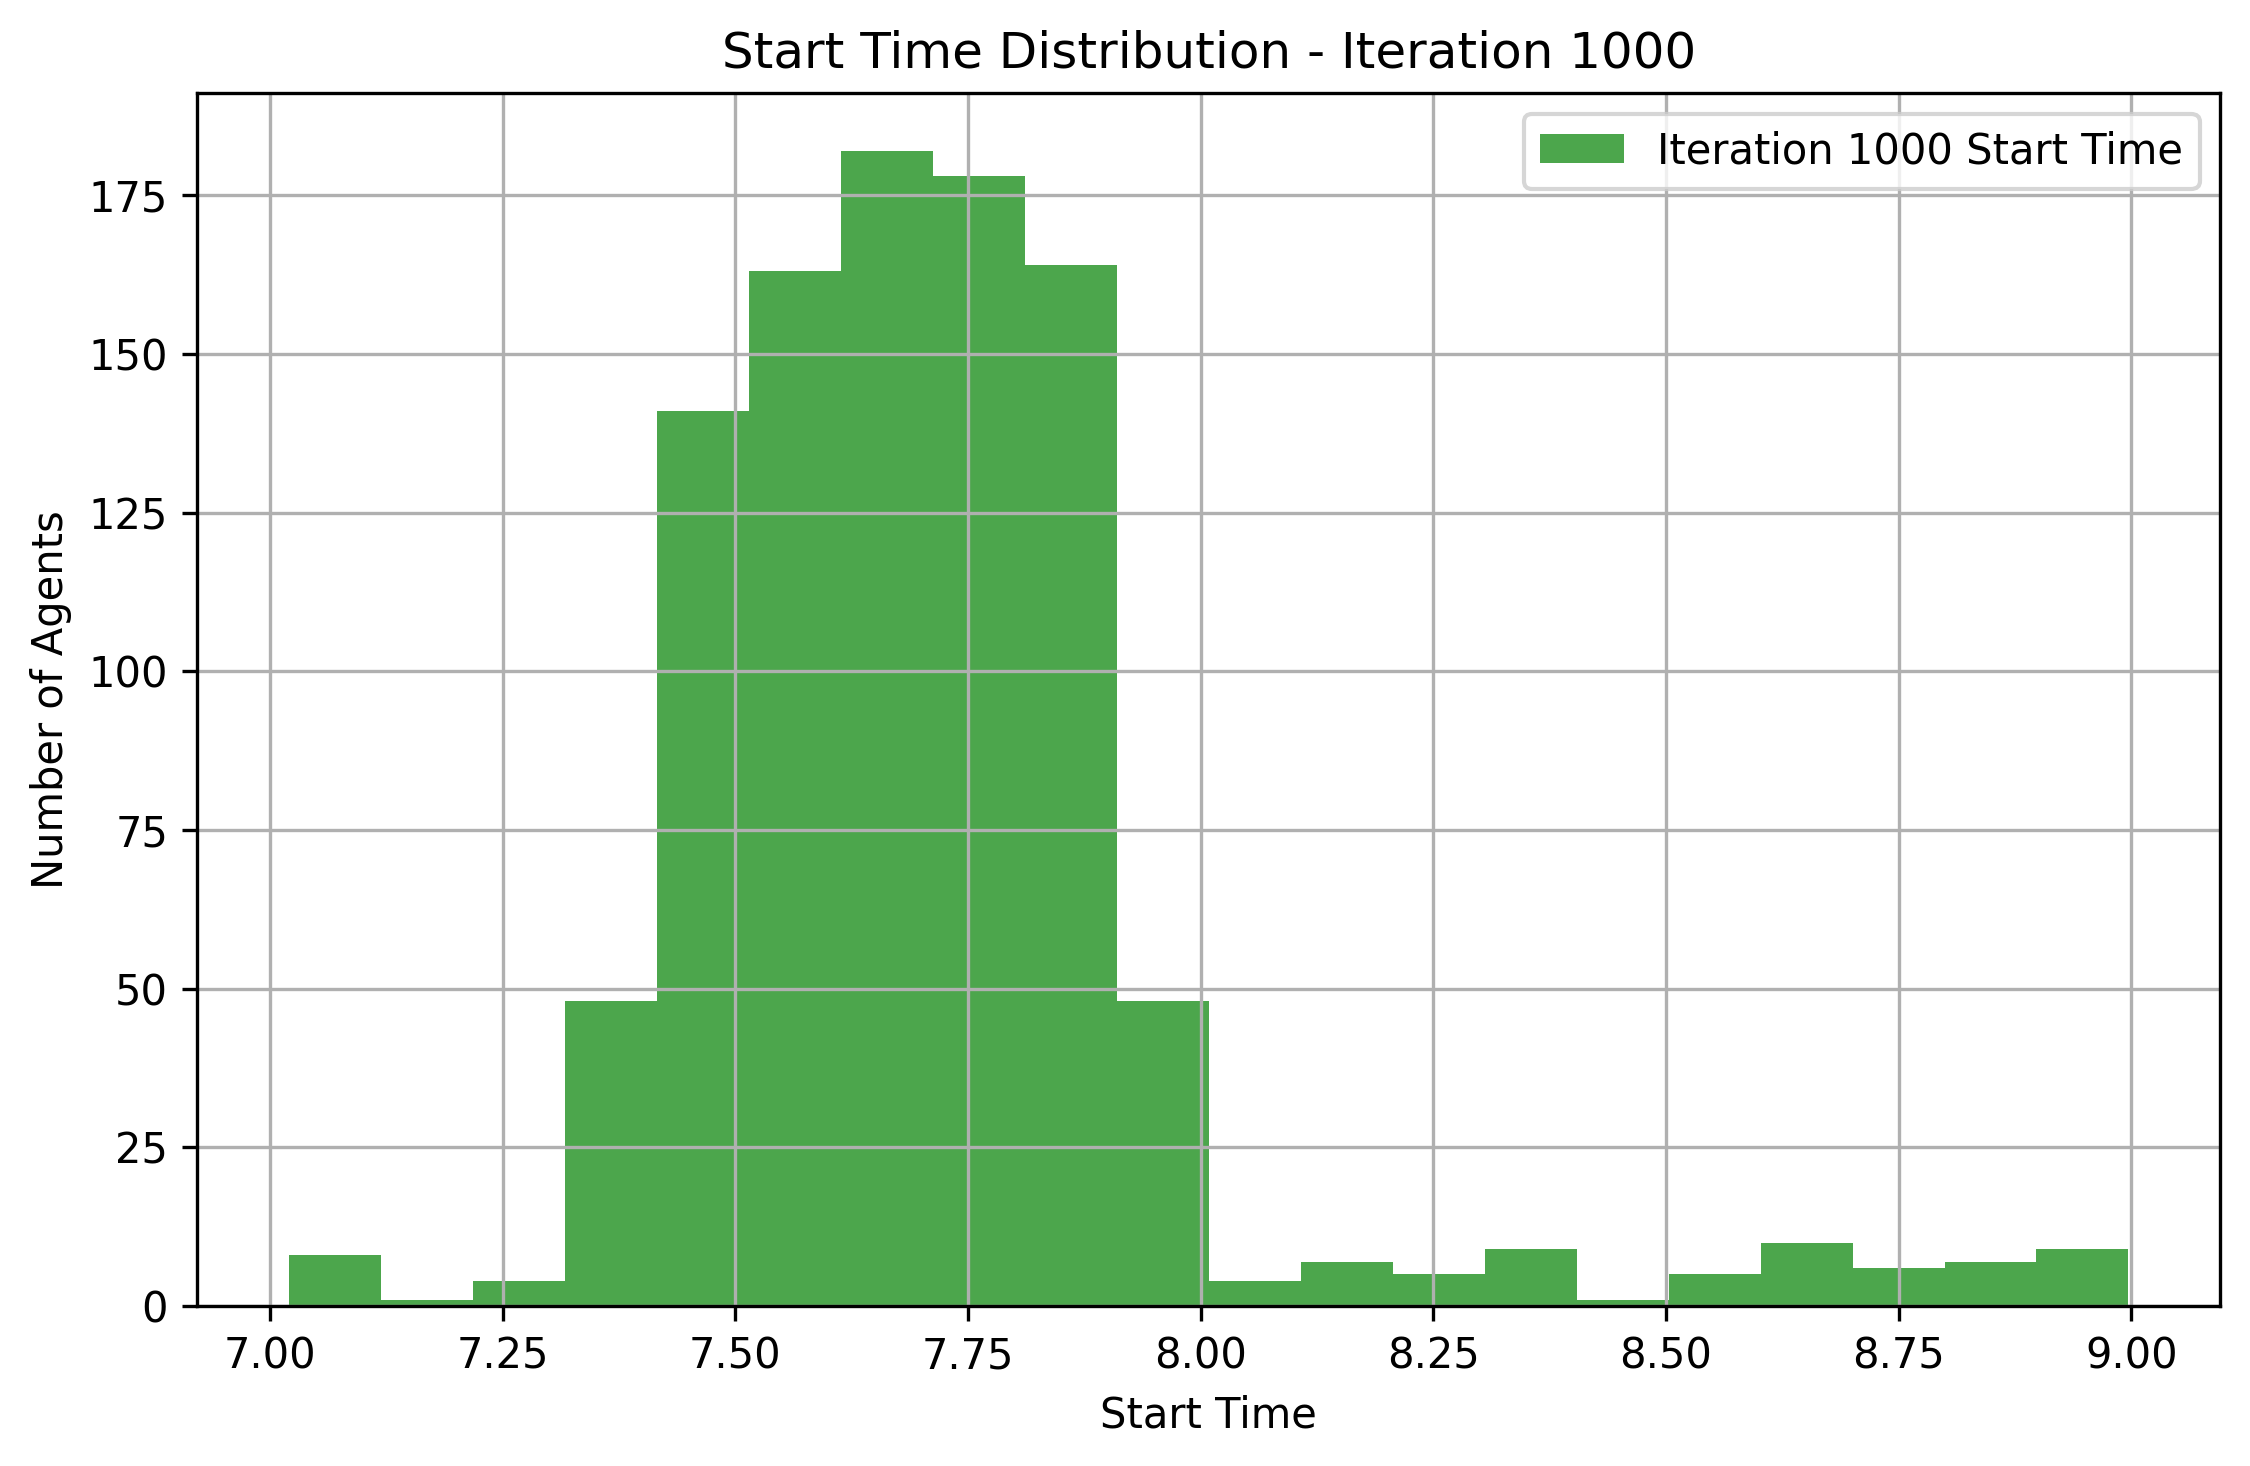 Start Time Distribution - Iteration 1000
Iteration 1000 Start Time
Number of Agents
175
150
125
100
75
50
25
0
7.00 7.25 7.50 7.75 8.00 8.25 8.50 8.75 9.00
Start Time